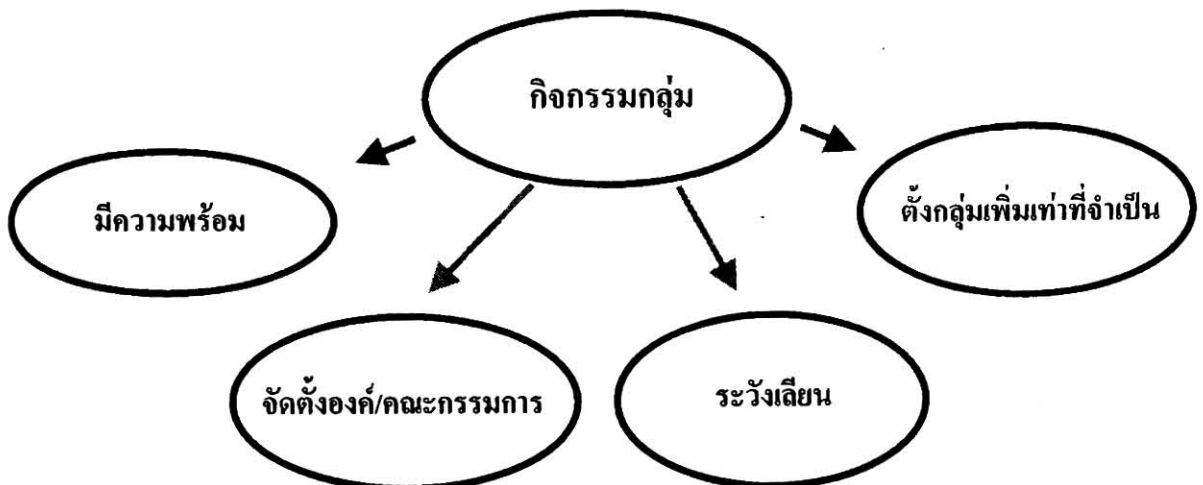 กิจกรรมกลุ่ม
มีความพร้อม
ตั้งกลุ่มเพิ่มเท่าที่จำเป็น
จัดตั้งองค์/คณะกรรมการ
ระวังเลียน